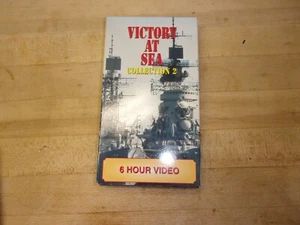 VICTORY
AT
SEA
COLLECTION 2
6 HOUR VIDEO